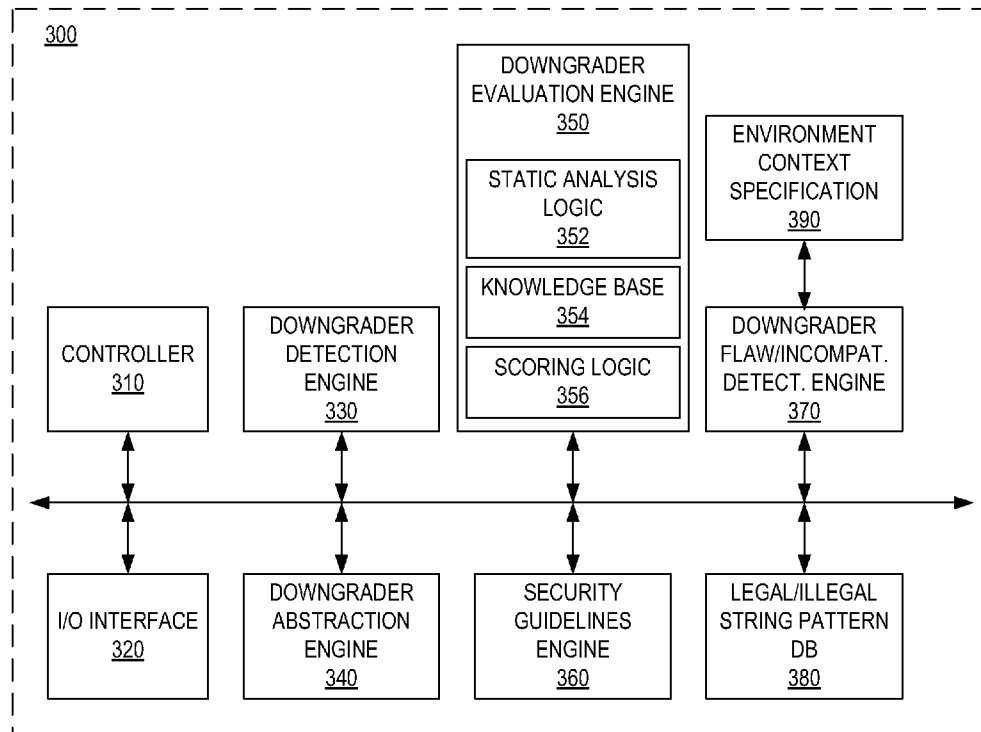 300
DOWNGRADER
EVALUATION ENGINE
350
STATIC ANALYSIS
LOGIC
352
KNOWLEDGE BASE
354
SCORING LOGIC
356
ENVIRONMENT
CONTEXT
SPECIFICATION
390
CONTROLLER
310
DOWNGRADER
DETECTION
ENGINE
330
DOWNGRADER
FLAW/INCOMPAT.
DETECT. ENGINE
370
I/O INTERFACE
320
DOWNGRADER
ABSTRACTION
ENGINE
340
SECURITY
GUIDELINES
ENGINE
360
LEGAL/ILLEGAL
STRING PATTERN
DB
380